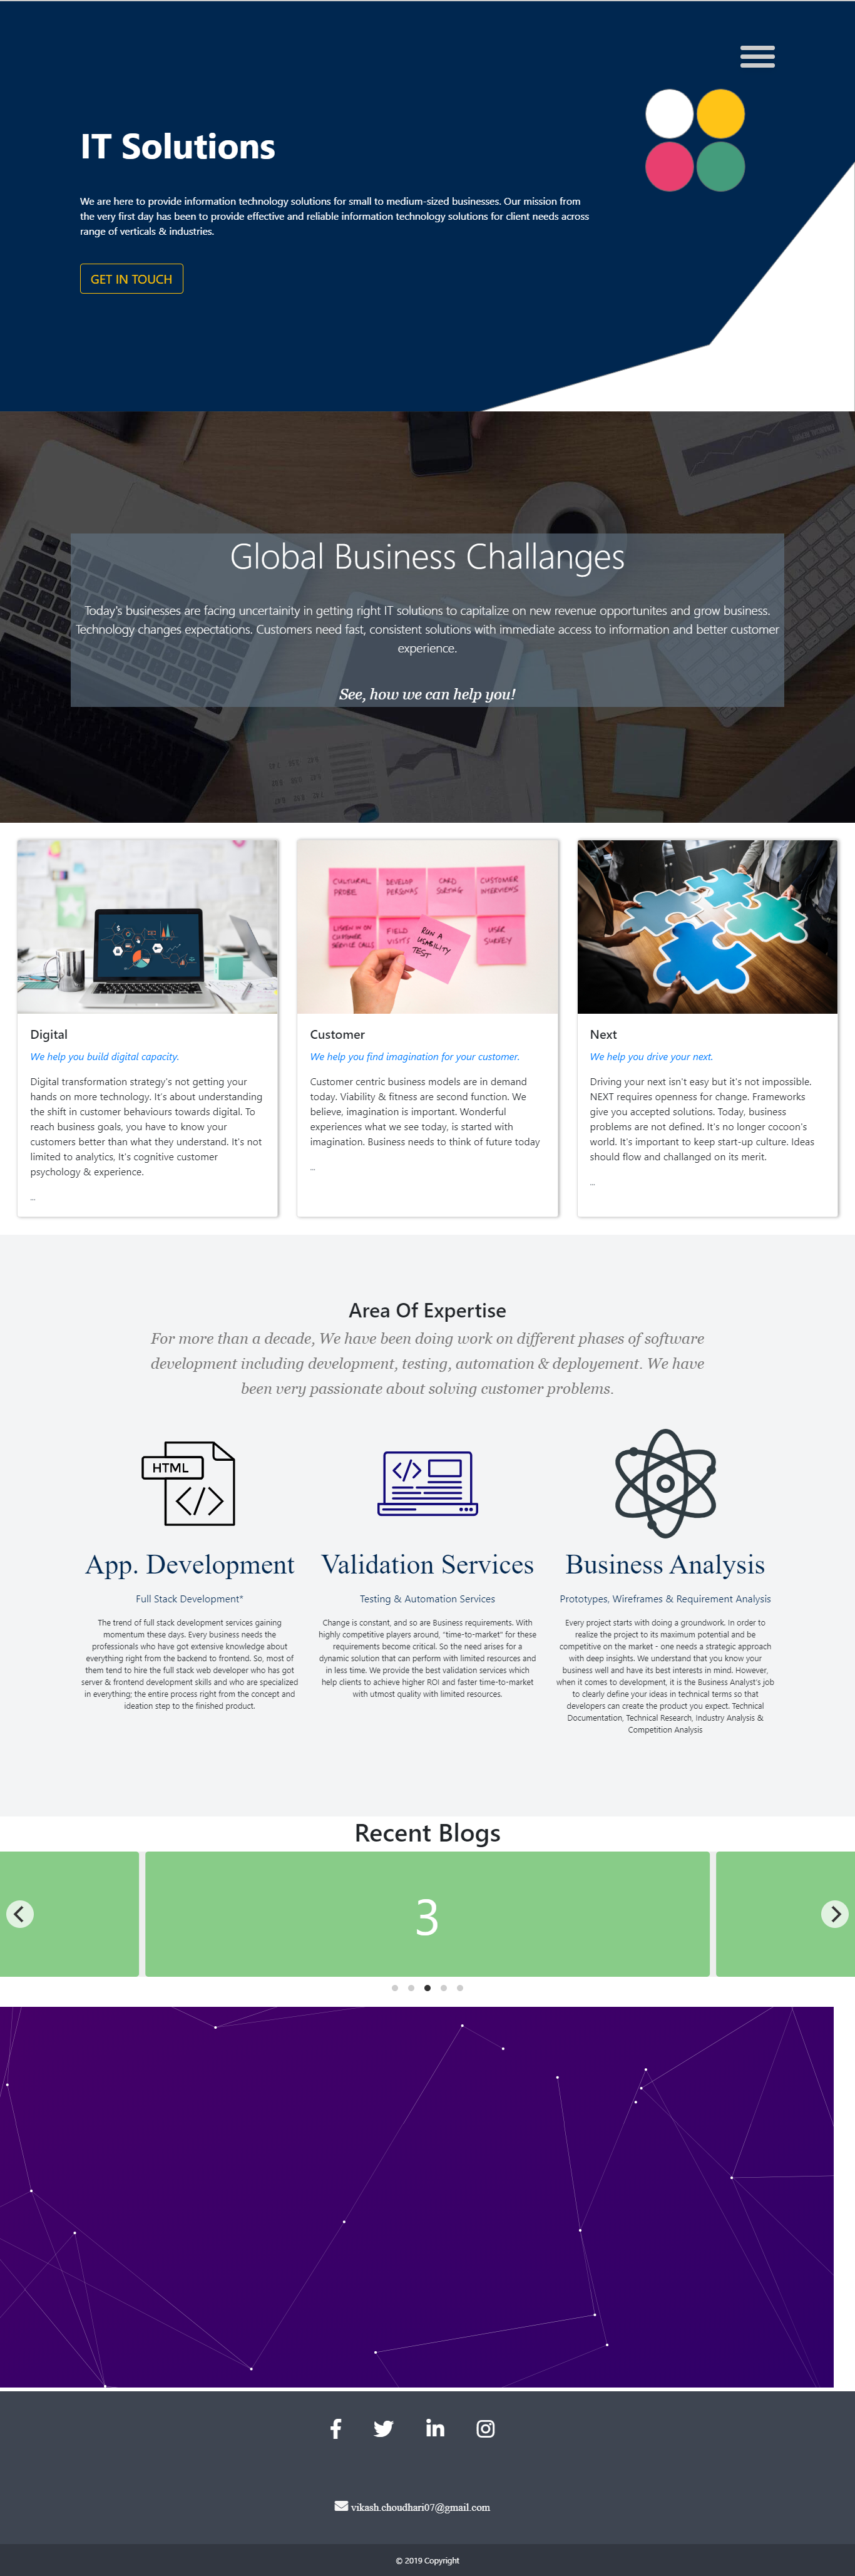 IT Solutions
We are here to provide information technology solutions for small to medium-sized businesses. Our mission from
the very first day has been to provide effective and reliable information technology solutions for client needs across
range of verticals & industries.
GET IN TOUCH
Global Business Challanges
Today's businesses are facing uncertainity in getting right IT solutions to capitalize on new revenue opportunites and grow business.
Technology changes expectations. Customers need fast, consistent solutions with immediate access to information and better customer
experience.
See, how we can help you!
CULTURAL
PROBE
DEVELOP
PERSONAS
CARD
SORTING
CUSTOMER
INTERVIEWS
LISTEN IN ON
CUSTOMER
SERVICE CALLS
FIELD
VISITS
RUN A
USABILITY
TEST
USER
SURVEY
Digital
We help you build digital capacity.
Digital transformation strategy's not getting your
hands on more technology. It's about understanding
the shift in customer behaviours towards digital. To
reach business goals, you have to know your
customers better than what they understand. It's not
limited to analytics, It's cognitive customer
psychology & experience.
...
Customer
We help you find imagination for your customer.
Customer centric business models are in demand
today. Viability & fitness are second function. We
believe, imagination is important. Wonderful
experiences what we see today, is started with
imagination. Business needs to think of future today
...
Next
We help you drive your next.
Driving your next isn't easy but it's not impossible.
NEXT requires openness for change. Frameworks
give you accepted solutions. Today, business
problems are not defined. It's no longer cocoon's
world. It's important to keep start-up culture. Ideas
should flow and challanged on its merit.
...
Area Of Expertise
For more than a decade, We have been doing work on different phases of software
development including development, testing, automation & deployement. We have
been very passionate about solving customer problems.
HTML
App. Development
Full Stack Development*
The trend of full stack development services gaining
momentum these days. Every business needs the
professionals who have got extensive knowledge about
everything right from the backend to frontend. So, most of
them tend to hire the full stack web developer who has got
server & frontend development skills and who are specialized
in everything; the entire process right from the concept and
ideation step to the finished product.
Validation Services
Testing & Automation Services
Change is constant, and so are Business requirements. With
highly competitive players around, "time-to-market" for these
requirements become critical. So the need arises for a
dynamic solution that can perform with limited resources and
in less time. We provide the best validation services which
help clients to achieve higher ROI and faster time-to-market
with utmost quality with limited resources.
Business Analysis
Prototypes, Wireframes & Requirement Analysis
Every project starts with doing a groundwork. In order to
realize the project to its maximum potential and be
competitive on the market - one needs a strategic approach
with deep insights. We understand that you know your
business well and have its best interests in mind. However,
when it comes to development, it is the Business Analyst's job
to clearly define your ideas in technical terms so that
developers can create the product you expect. Technical
Documentation, Technical Research, Industry Analysis &
Competition Analysis
Recent Blogs
3
vikash.choudhari07@gmail.com
© 2019 Copyright